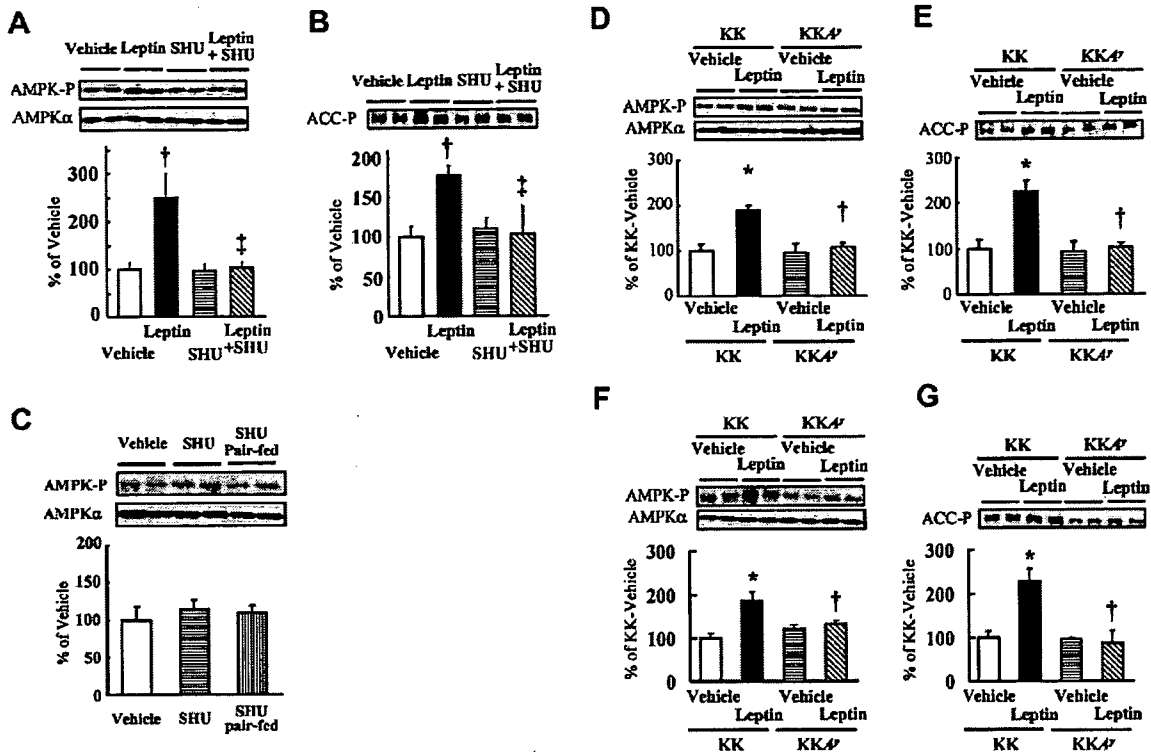 A
Vehicle Leptin SHU Leptin + SHU
AMPK-P
AMPKα
% of Vehicle
300
200
100
0
Vehicle
Leptin
SHU
Leptin +SHU
†
‡
B
Vehicle Leptin SHU Leptin + SHU
ACC-P
% of Vehicle
200
150
100
50
0
Vehicle
Leptin
SHU
Leptin +SHU
†
‡
C
Vehicle SHU SHU Pair-fed
AMPK-P
AMPKα
% of Vehicle
200
150
100
50
0
Vehicle SHU SHU pair-fed
D
KK KKAʸ
Vehicle Vehicle
Leptin Leptin
AMPK-P
AMPKα
% of KK-Vehicle
300
200
100
0
*
†
Vehicle Vehicle
Leptin Leptin
KK KKAʸ
E
KK KKAʸ
Vehicle Vehicle
Leptin Leptin
ACC-P
% of KK-Vehicle
300
200
100
0
*
†
Vehicle Vehicle
Leptin Leptin
KK KKAʸ
F
KK KKAʸ
Vehicle Vehicle
Leptin Leptin
AMPK-P
AMPKα
% of KK-Vehicle
300
200
100
0
*
†
Vehicle Vehicle
Leptin Leptin
KK KKAʸ
G
KK KKAʸ
Vehicle Vehicle
Leptin Leptin
ACC-P
% of KK-Vehicle
300
200
100
0
*
†
Vehicle Vehicle
Leptin Leptin
KK KKAʸ